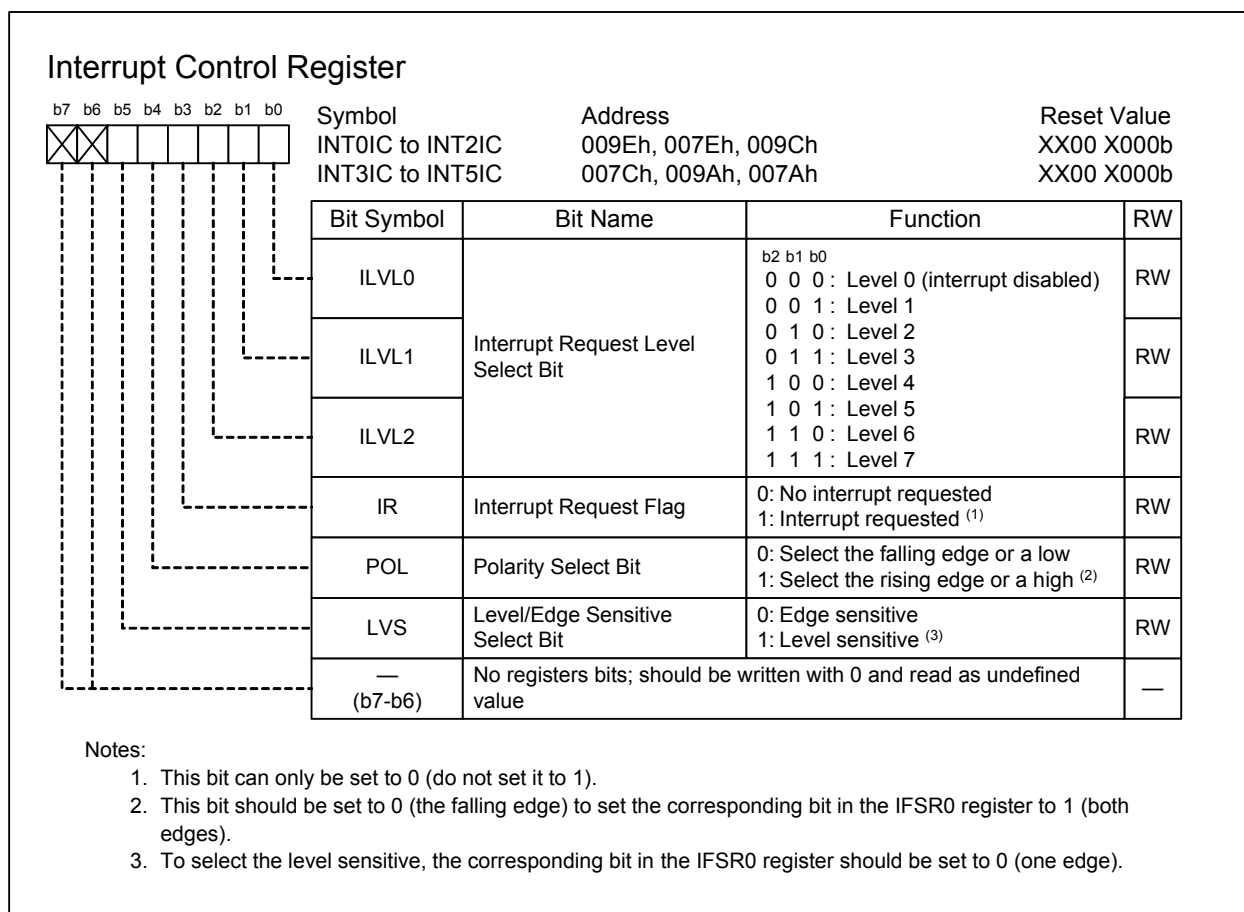 Interrupt Control Register
b7 b6 b5 b4 b3 b2 b1 b0
Symbol Address Reset Value
INT0IC to INT2IC 009Eh, 007Eh, 009Ch XX00 X000b
INT3IC to INT5IC 007Ch, 009Ah, 007Ah XX00 X000b
Bit Symbol Bit Name Function RW
ILVL0 RW
ILVL1 RW
ILVL2 RW
Interrupt Request Level
Select Bit
b2 b1 b0
0 0 0 : Level 0 (interrupt disabled)
0 0 1 : Level 1
0 1 0 : Level 2
0 1 1 : Level 3
1 0 0 : Level 4
1 0 1 : Level 5
1 1 0 : Level 6
1 1 1 : Level 7
IR Interrupt Request Flag 0: No interrupt requested
1: Interrupt requested (1) RW
POL Polarity Select Bit 0: Select the falling edge or a low
1: Select the rising edge or a high (2) RW
LVS Level/Edge Sensitive
Select Bit 0: Edge sensitive
1: Level sensitive (3) RW
—
(b7-b6) No registers bits; should be written with 0 and read as undefined
value —
Notes:
1. This bit can only be set to 0 (do not set it to 1).
2. This bit should be set to 0 (the falling edge) to set the corresponding bit in the IFSR0 register to 1 (both
edges).
3. To select the level sensitive, the corresponding bit in the IFSR0 register should be set to 0 (one edge).